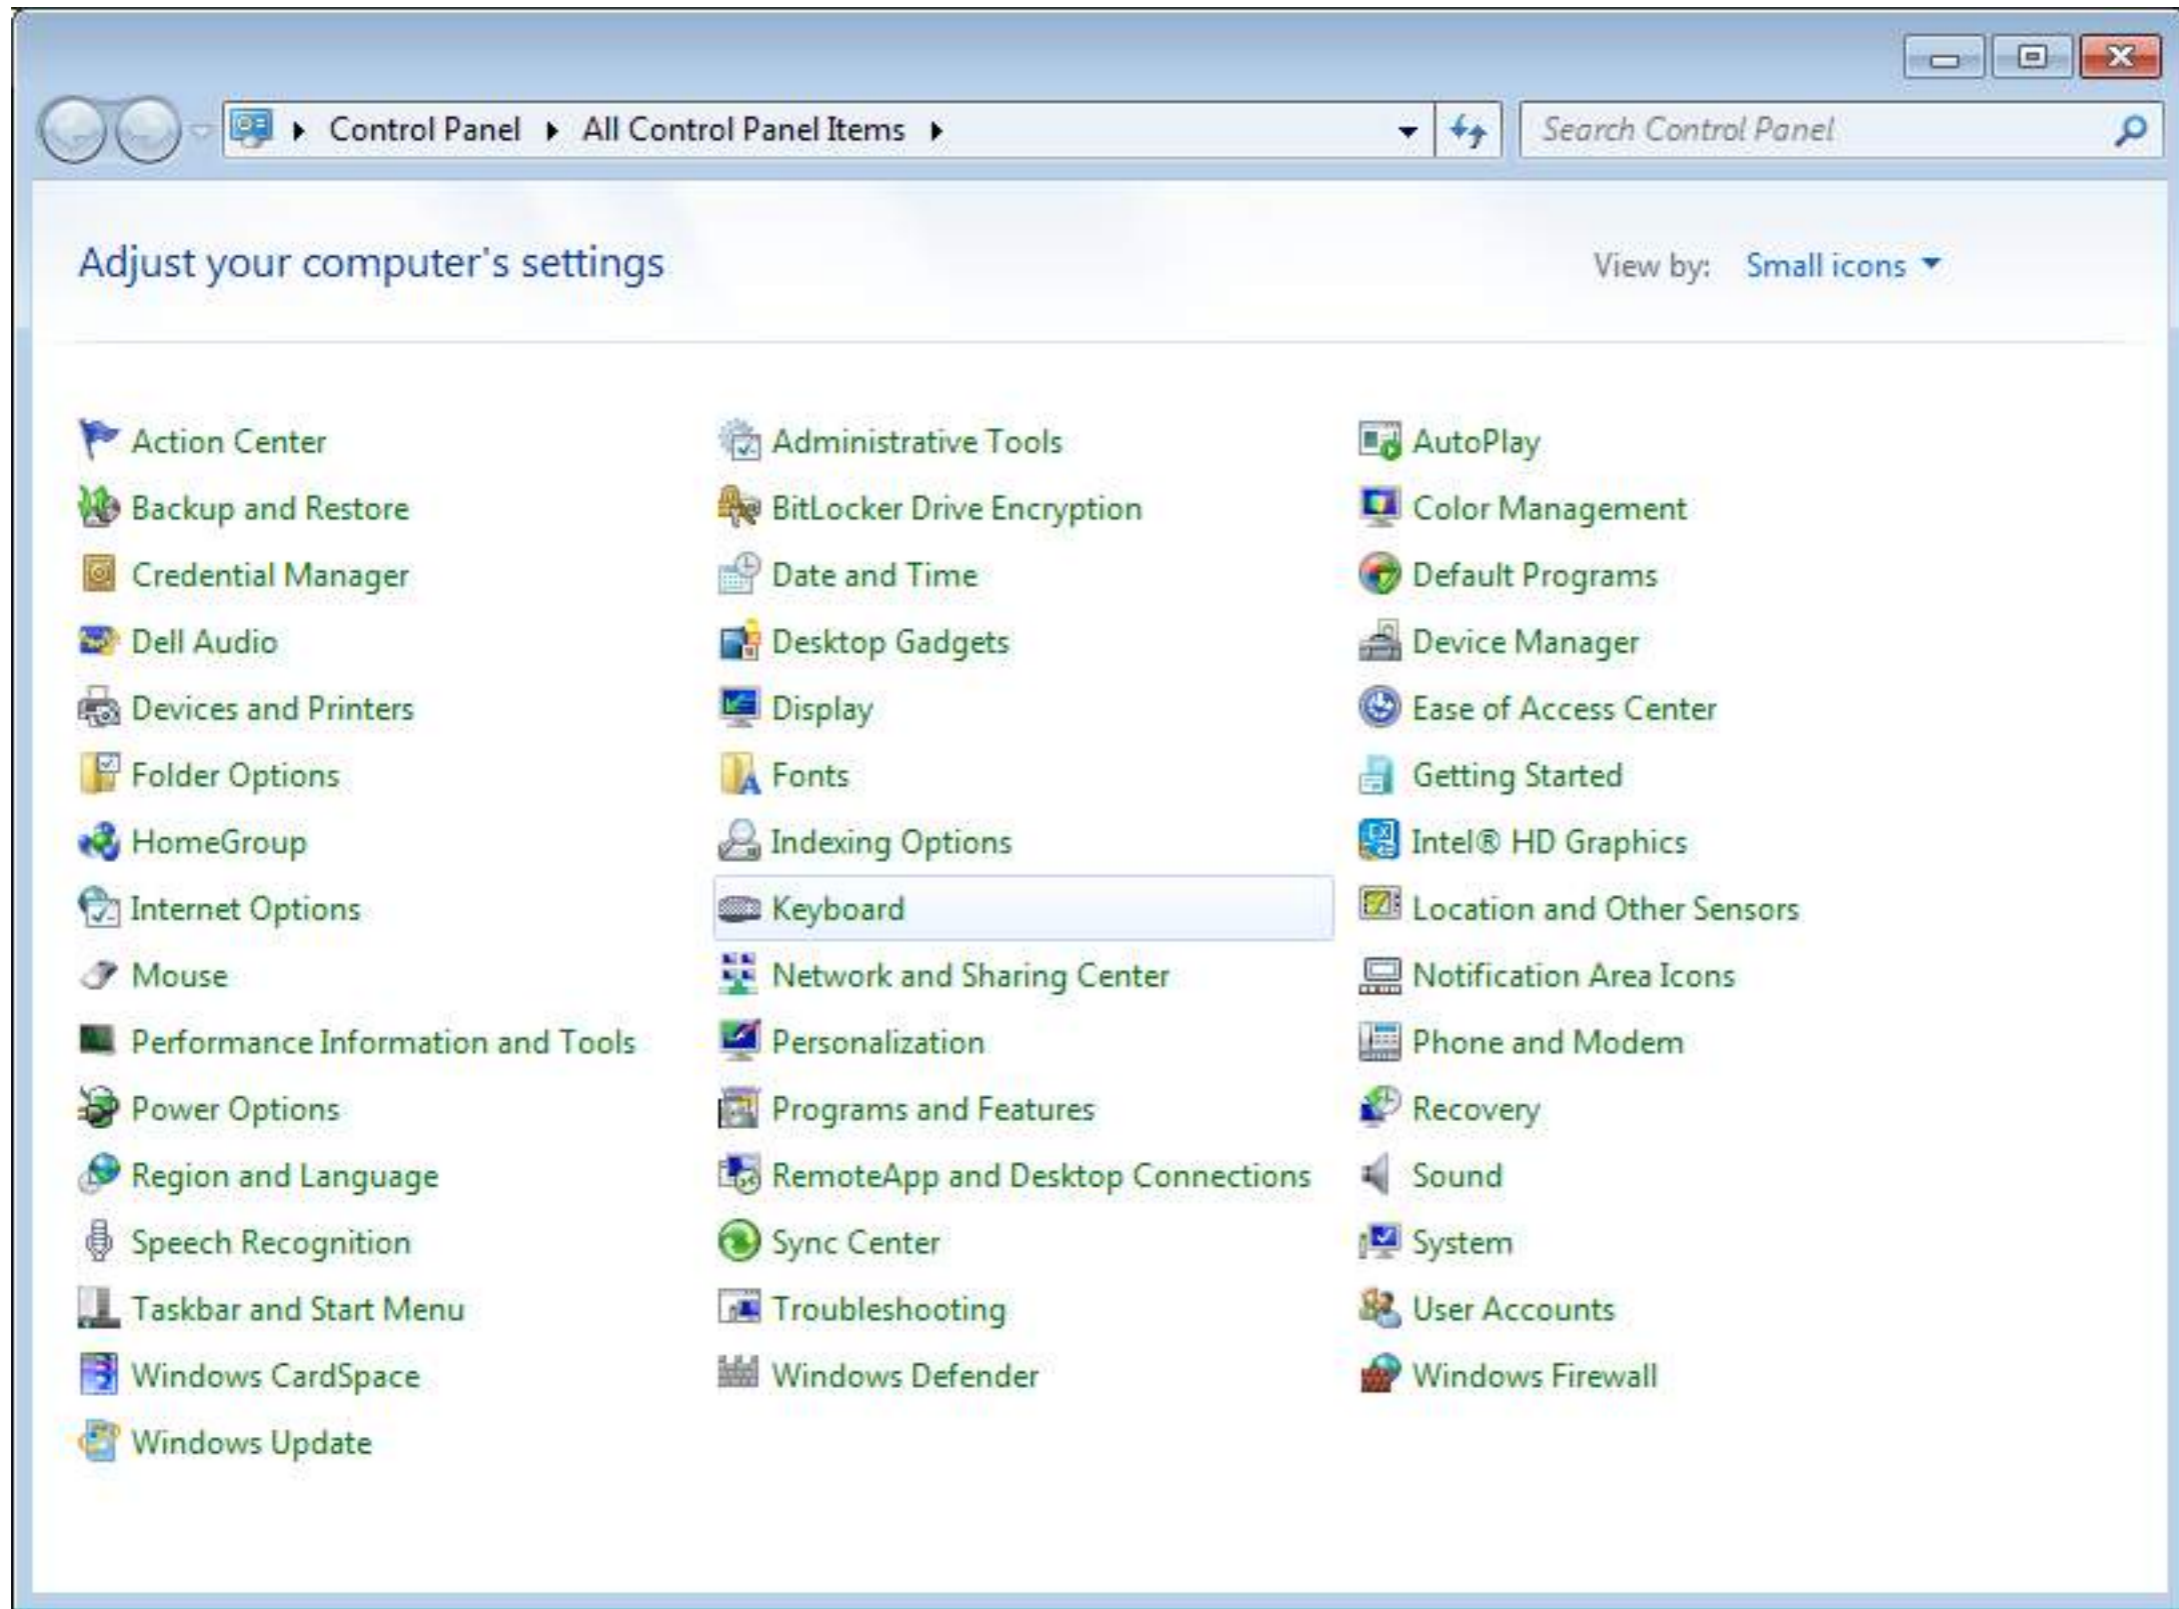 Control Panel All Control Panel Items Search Control Panel
Adjust your computer's settings View by: Small icons
Action Center Administrative Tools AutoPlay
Backup and Restore BitLocker Drive Encryption Color Management
Credential Manager Date and Time Default Programs
Dell Audio Desktop Gadgets Device Manager
Devices and Printers Display Ease of Access Center
Folder Options Fonts Getting Started
HomeGroup Indexing Options Intel® HD Graphics
Internet Options Keyboard Location and Other Sensors
Mouse Network and Sharing Center Notification Area Icons
Performance Information and Tools Personalization Phone and Modem
Power Options Programs and Features Recovery
Region and Language RemoteApp and Desktop Connections Sound
Speech Recognition Sync Center System
Taskbar and Start Menu Troubleshooting User Accounts
Windows CardSpace Windows Defender Windows Firewall
Windows Update